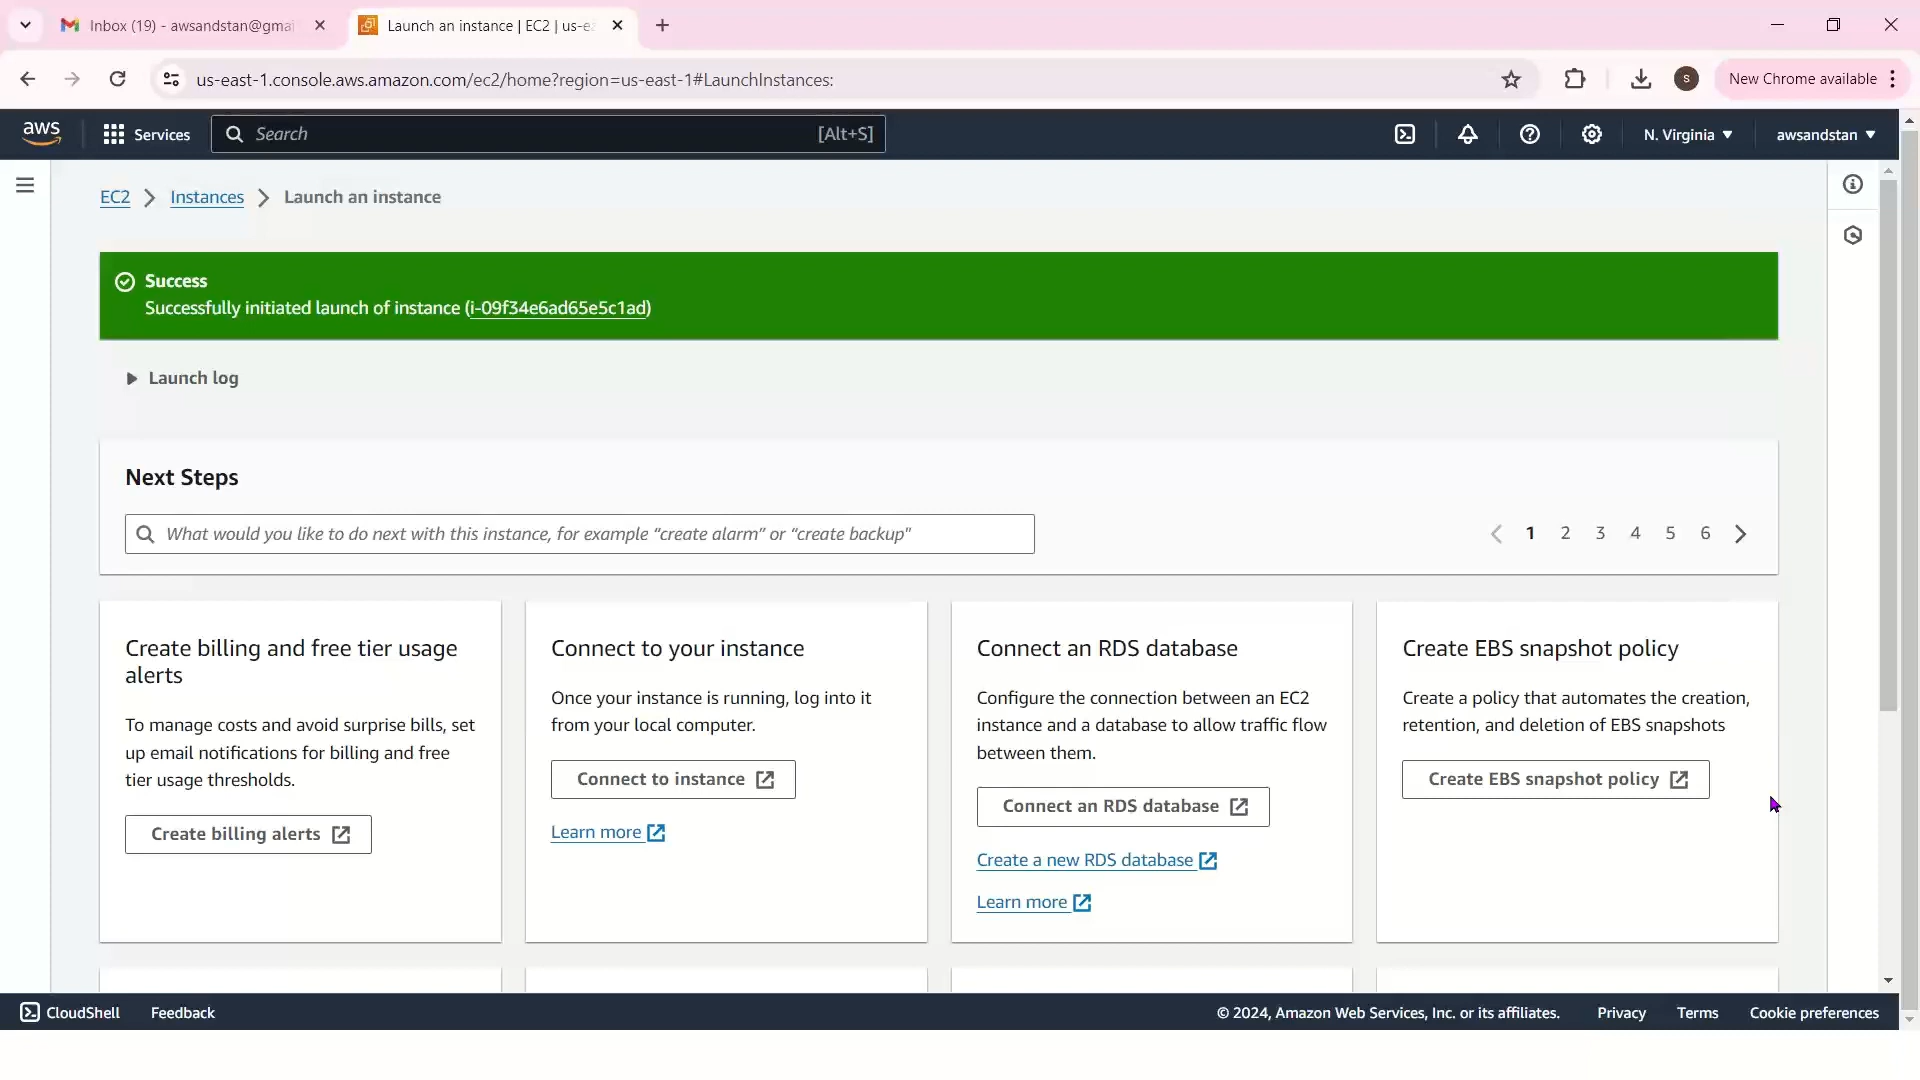 Inbox (19) - awsandstan@gmai
Launch an instance | EC2 | us-ea
us-east-1.console.aws.amazon.com/ec2/home?region=us-east-1#LaunchInstances:
S
New Chrome available
aws
Services
Search
[Alt+S]
N. Virginia
awsandstan
EC2
Instances
Launch an instance
Success
Successfully initiated launch of instance (i-09f34e6ad65e5c1ad)
Launch log
Next Steps
What would you like to do next with this instance, for example “create alarm” or “create backup"
1 2 3 4 5 6
Create billing and free tier usage
alerts
To manage costs and avoid surprise bills, set
up email notifications for billing and free
tier usage thresholds.
Create billing alerts
Connect to your instance
Once your instance is running, log into it
from your local computer.
Connect to instance
Learn more
Connect an RDS database
Configure the connection between an EC2
instance and a database to allow traffic flow
between them.
Connect an RDS database
Create a new RDS database
Learn more
Create EBS snapshot policy
Create a policy that automates the creation,
retention, and deletion of EBS snapshots
Create EBS snapshot policy
CloudShell
Feedback
© 2024, Amazon Web Services, Inc. or its affiliates.
Privacy
Terms
Cookie preferences